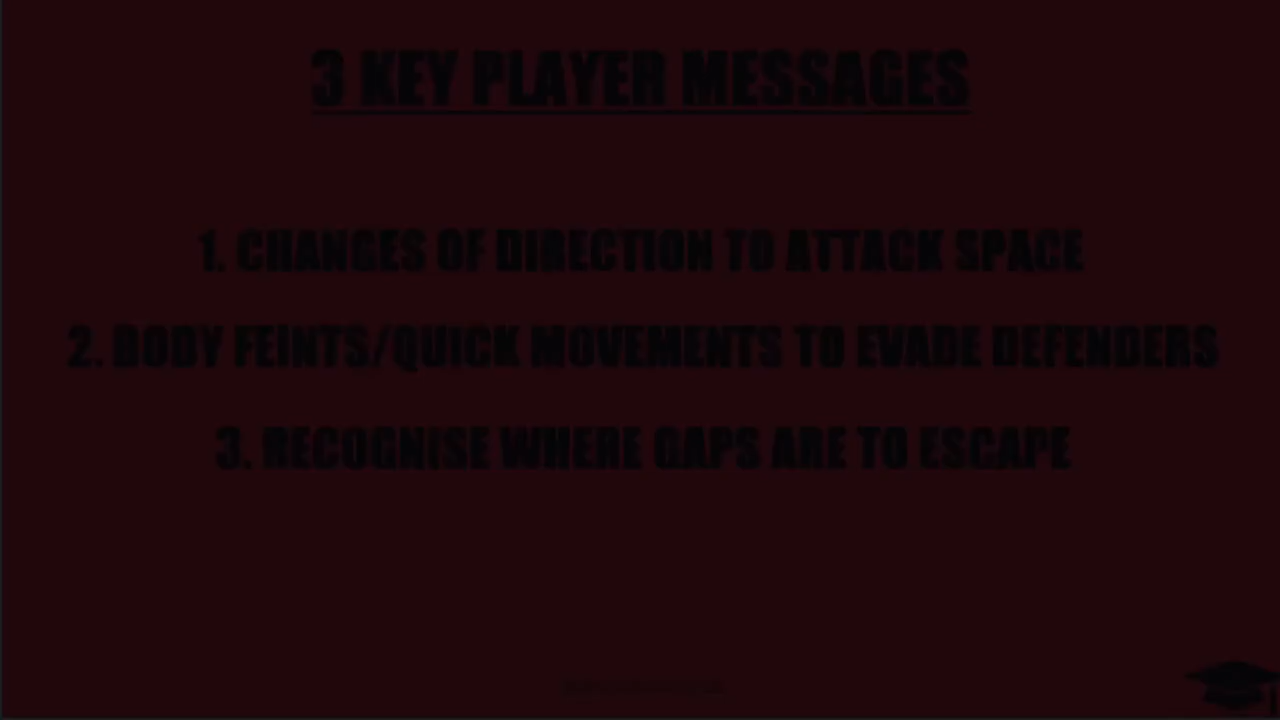 3 KEY PLAYER MESSAGES
1. CHANGES OF DIRECTION TO ATTACK SPACE
2. BODY FEINTS/QUICK MOVEMENTS TO EVADE DEFENDERS
3. RECOGNISE WHERE GAPS ARE TO ESCAPE